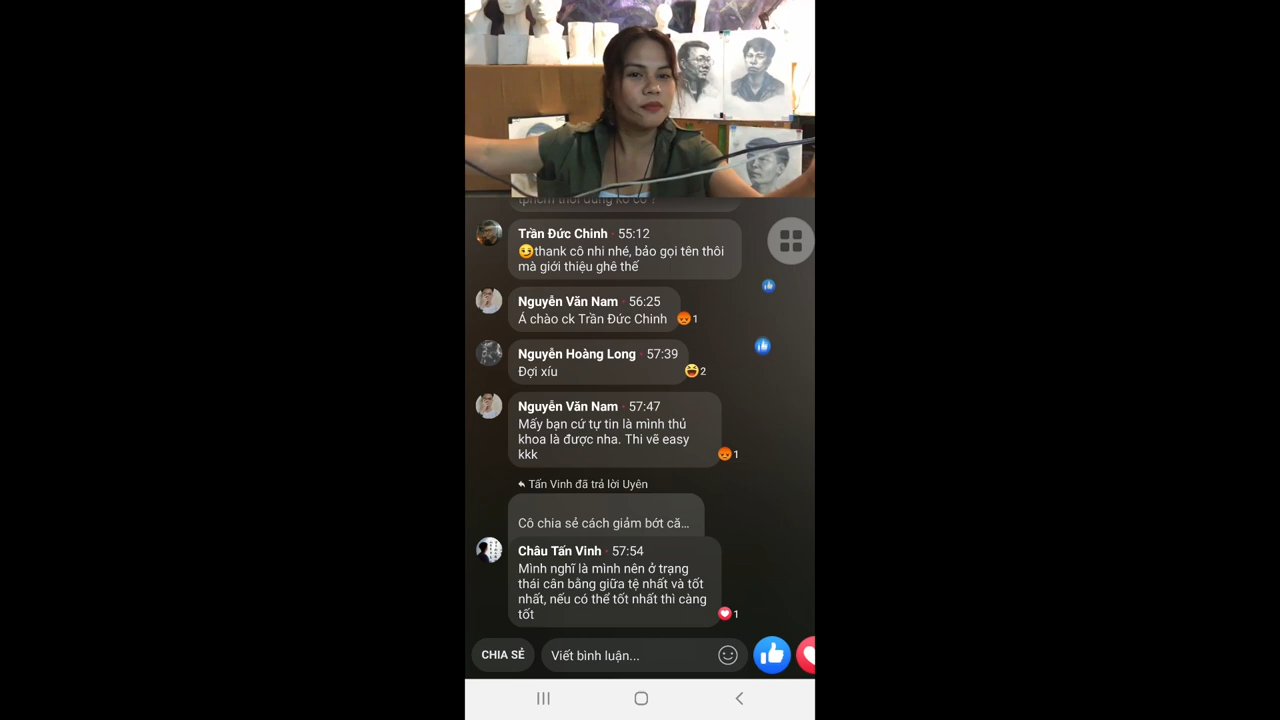 tphcm thôi đúng ko cô ?
Trần Đức Chinh · 55:12
😉thank cô nhi nhé, bảo gọi tên thôi
mà giới thiệu ghê thế
Nguyễn Văn Nam · 56:25
Á chào ck Trần Đức Chinh
1
Nguyễn Hoàng Long · 57:39
Đợi xíu
2
Nguyễn Văn Nam · 57:47
Mấy bạn cứ tự tin là mình thủ
khoa là được nha. Thi vẽ easy
kkk
1
Tấn Vinh đã trả lời Uyên
Cô chia sẻ cách giảm bớt că...
Châu Tấn Vinh · 57:54
Mình nghĩ là mình nên ở trạng
thái cân bằng giữa tệ nhất và tốt
nhất, nếu có thể tốt nhất thì càng
tốt
1
CHIA SẺ
Viết bình luận...